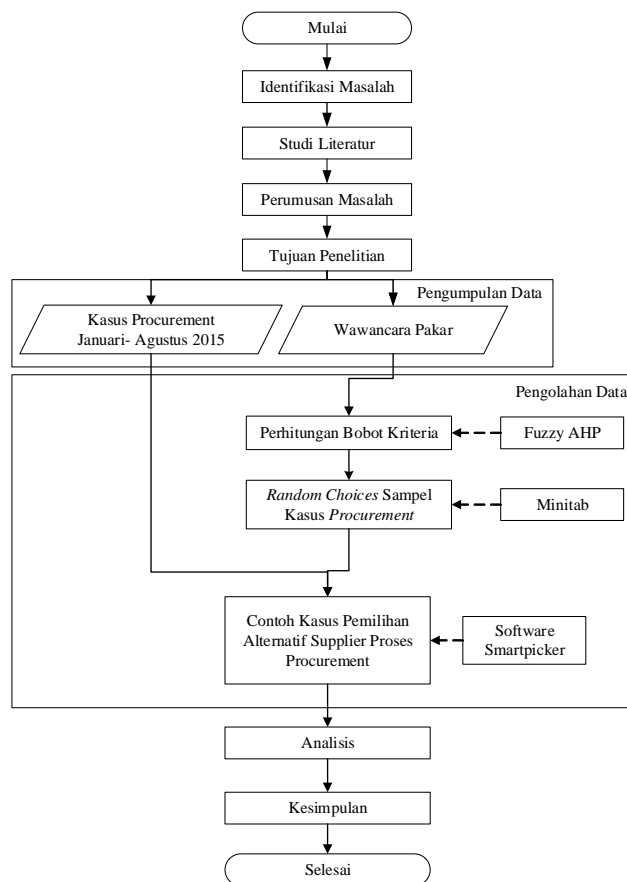 Mulai
Identifikasi Masalah
Studi Literatur
Perumusan Masalah
Tujuan Penelitian
Pengumpulan Data
Kasus Procurement
Januari- Agustus 2015
Wawancara Pakar
Pengolahan Data
Perhitungan Bobot Kriteria
Fuzzy AHP
Random Choices Sampel
Kasus Procurement
Minitab
Contoh Kasus Pemilihan
Alternatif Supplier Proses
Procurement
Software
Smartpicker
Analisis
Kesimpulan
Selesai